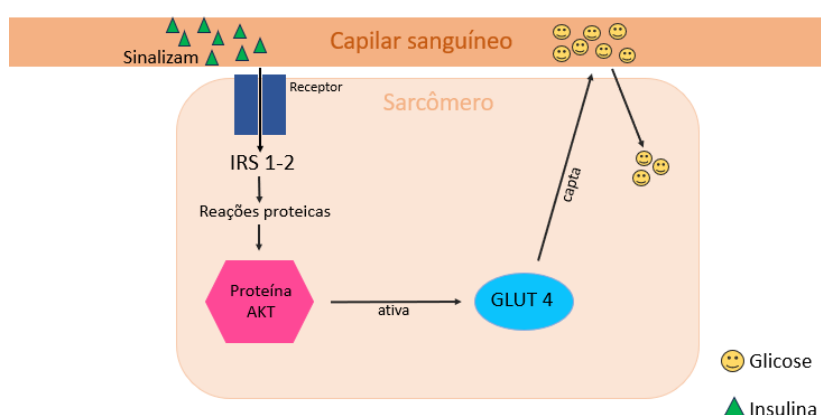 Capilar sanguíneo
Sinalizam
Receptor
Sarcômero
IRS 1-2
Reações proteicas
Proteína
AKT
ativa
GLUT 4
capta
Glicose
Insulina